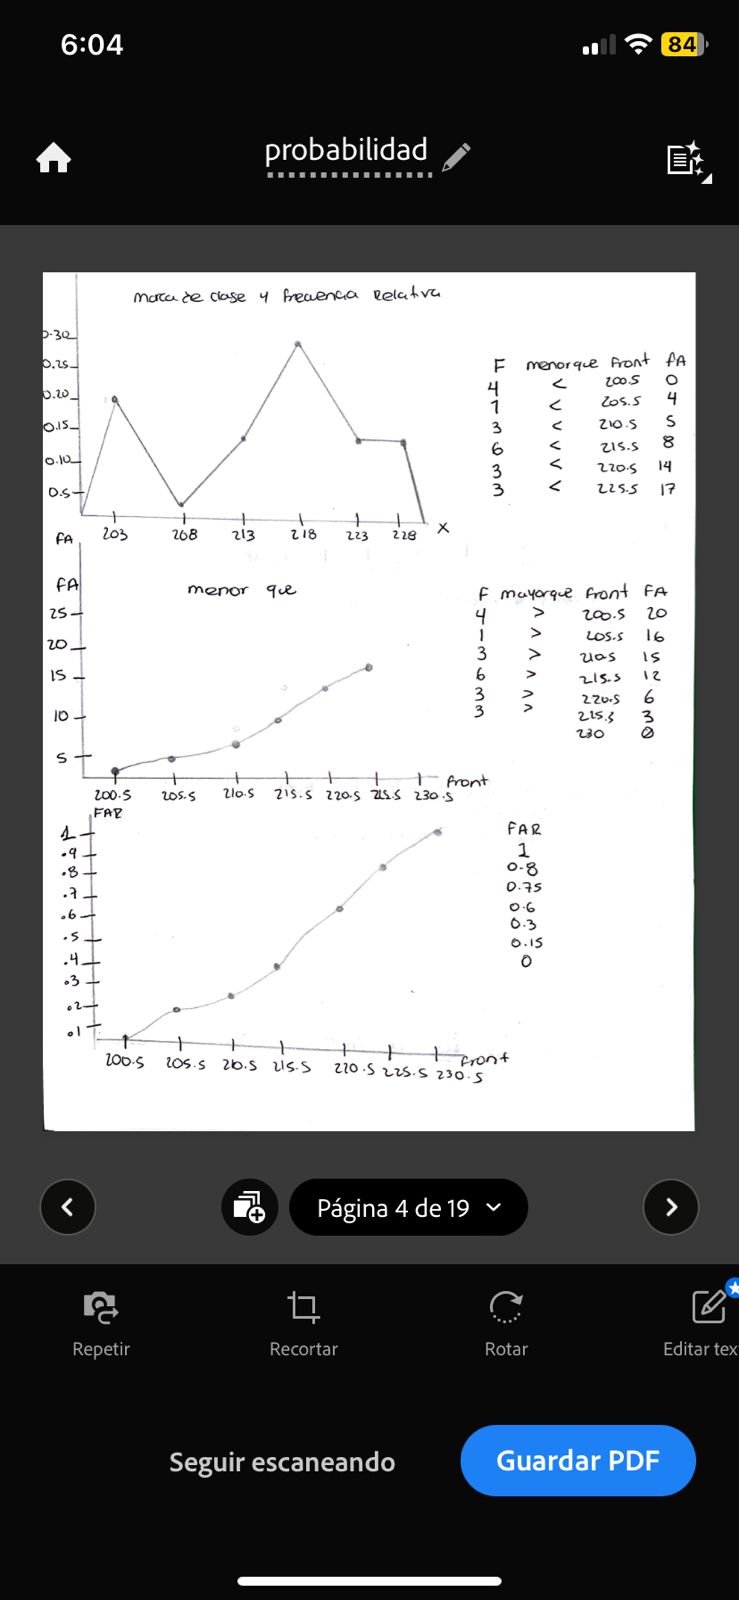 6:04
84
probabilidad
marca de clase y frecuencia Relativa
0.30
0.25
0.20
0.15
0.10
0.5
203 208 213 218 223 228 X
F menor que Front fA
4 < 200.5 0
1 < 205.5 4
3 < 210.5 5
6 < 215.5 8
3 < 220.5 14
3 < 225.5 17
FA
FA
menor que
25
20
15
10
5
200.5 205.5 210.5 215.5 220.5 215.5 230.5
Front
F mayorque Front FA
4 > 200.5 20
1 > 205.5 16
3 > 210.5 15
6 > 215.5 12
3 > 220.5 6
3 > 215.5 3
230 0
FAR
1
.9
.8
.7
.6
.5
.4
.3
.2
.1
200.5 205.5 210.5 215.5 220.5 225.5 230.5
Front
FAR
1
0.8
0.75
0.6
0.3
0.15
0
Página 4 de 19
Repetir
Recortar
Rotar
Editar tex
Seguir escaneando
Guardar PDF